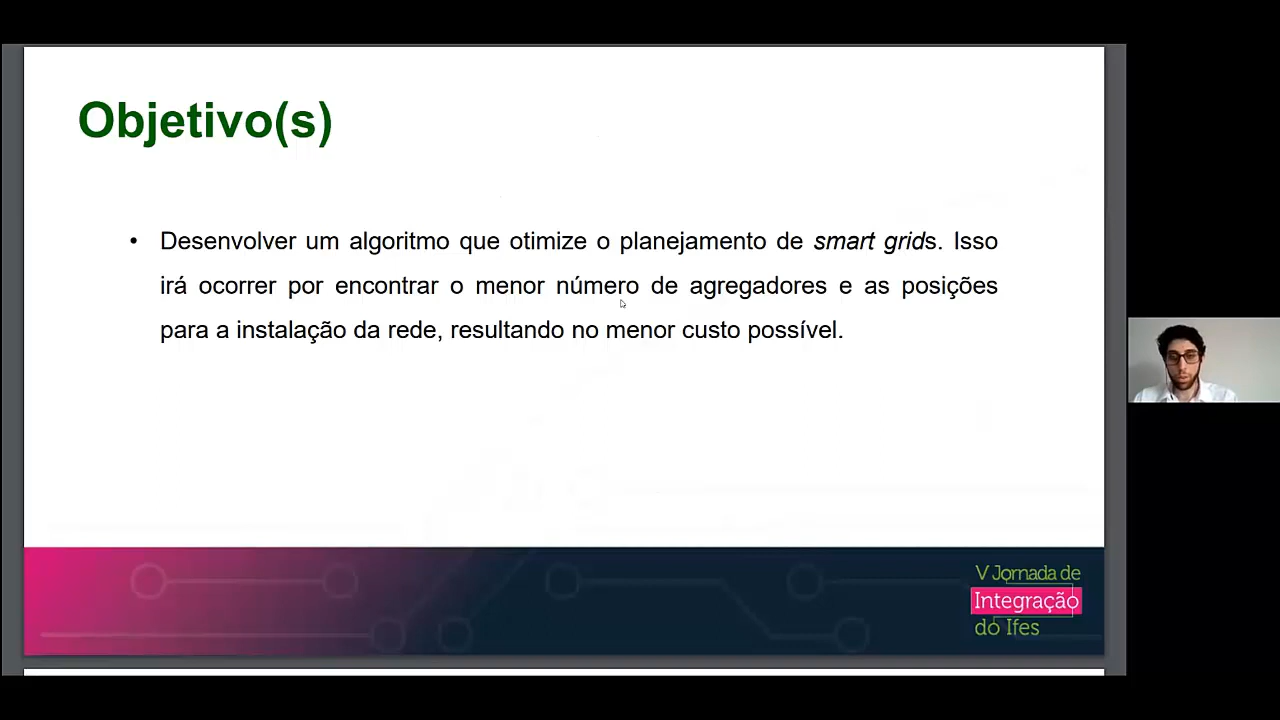 Objetivo(s)
• Desenvolver um algoritmo que otimize o planejamento de smart grids. Isso
irá ocorrer por encontrar o menor número de agregadores e as posições
para a instalação da rede, resultando no menor custo possível.
V Jornada de
Integração
do Ifes